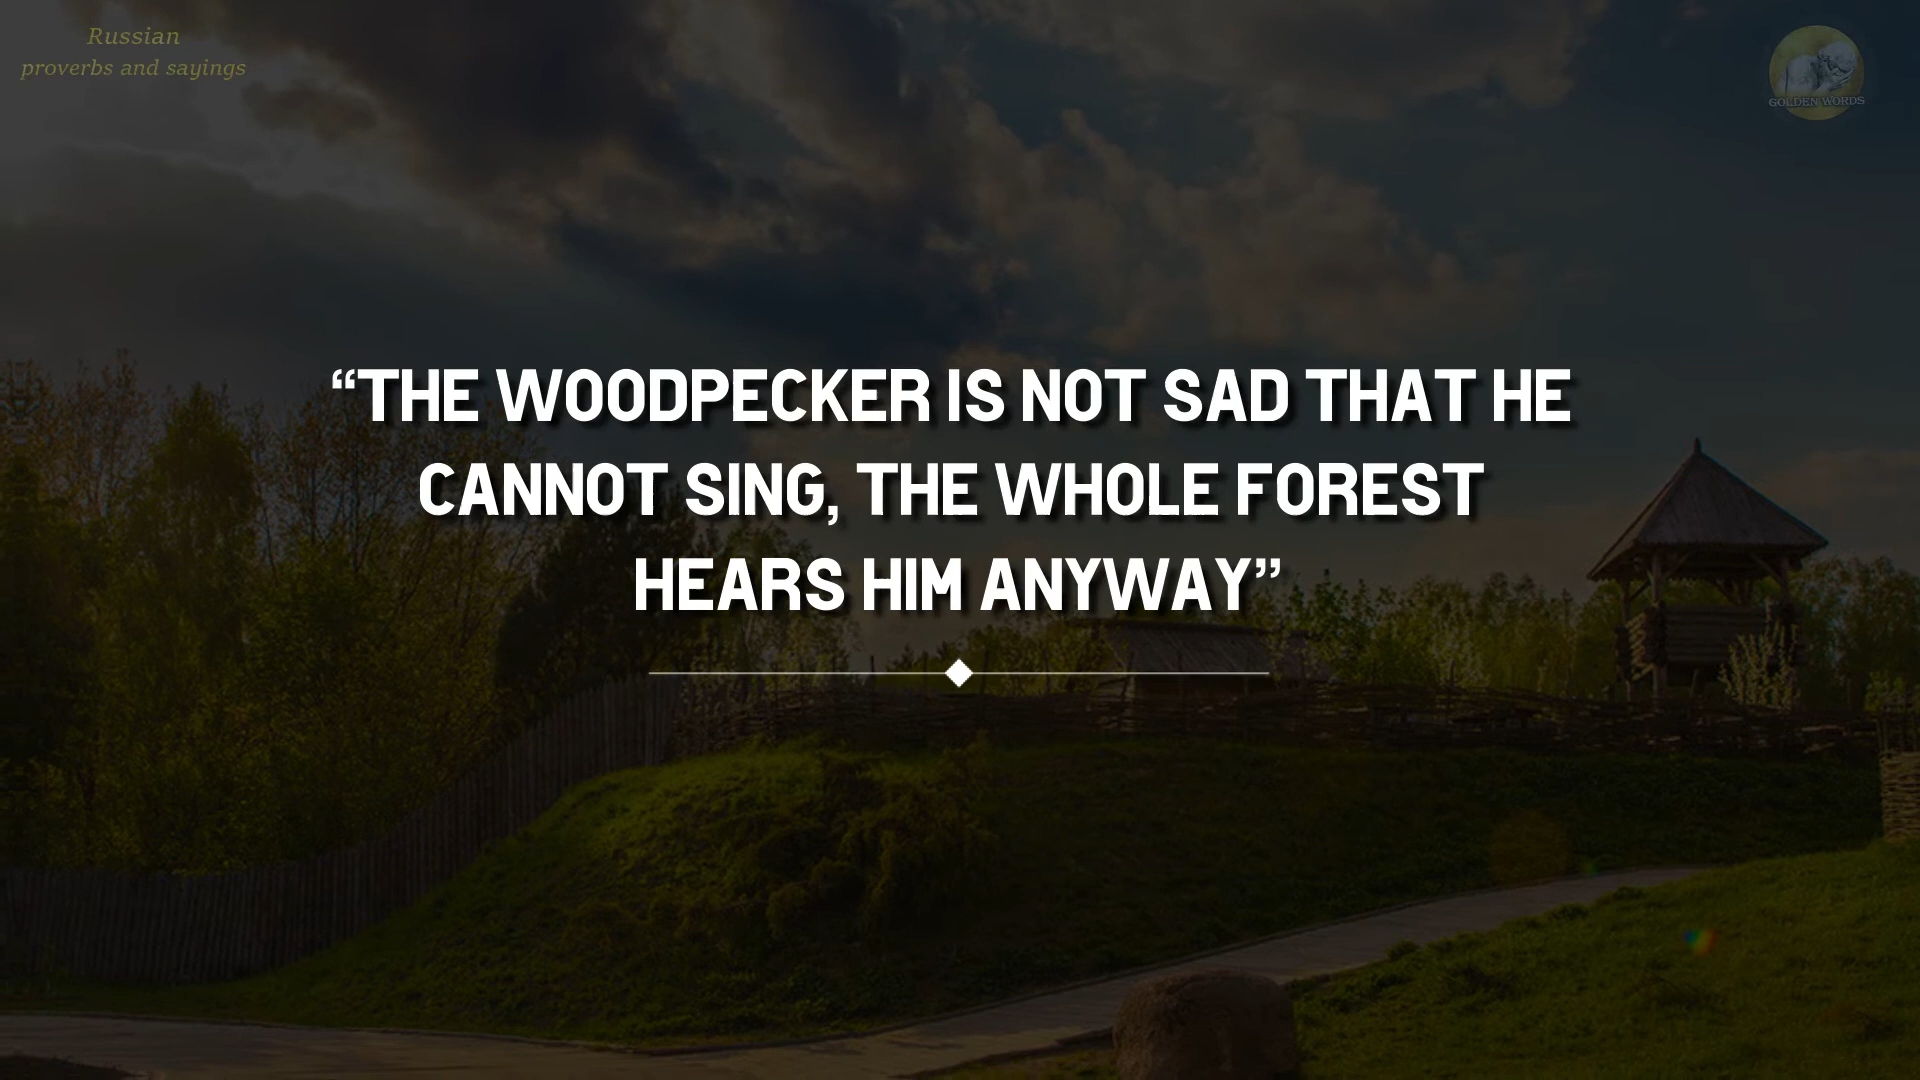 Russian
proverbs and sayings
GOLDEN WORDS
“THE WOODPECKER IS NOT SAD THAT HE
CANNOT SING, THE WHOLE FOREST
HEARS HIM ANYWAY”